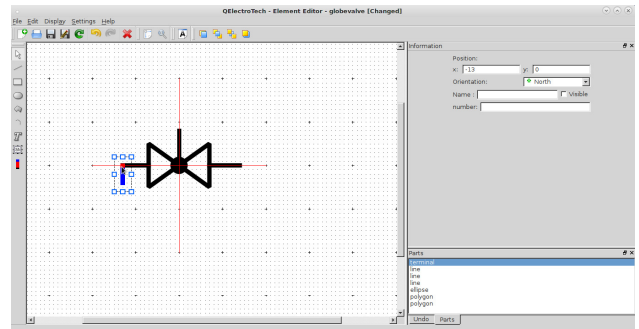 QElectroTech - Element Editor - globevalve [Changed]
File Edit Display Settings Help
A
T
Information
Position:
x: -13 y: 0
Orientation: North
Name : Visible
number:
Parts
terminal
line
line
line
ellipse
polygon
polygon
Undo Parts